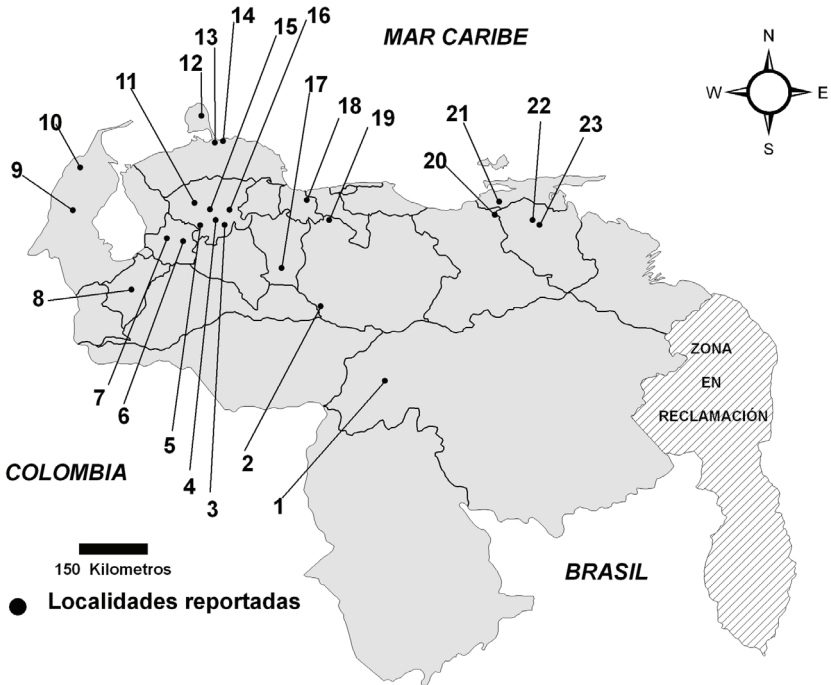 14
13
15
16
MAR CARIBE
N
12
11
17
W
E
18
10
19
21
22
23
S
20
9
8
ZONA
EN
RECLAMACIÓN
7
6
5
2
COLOMBIA
4
3
1
150 Kilometros
BRASIL
Localidades reportadas